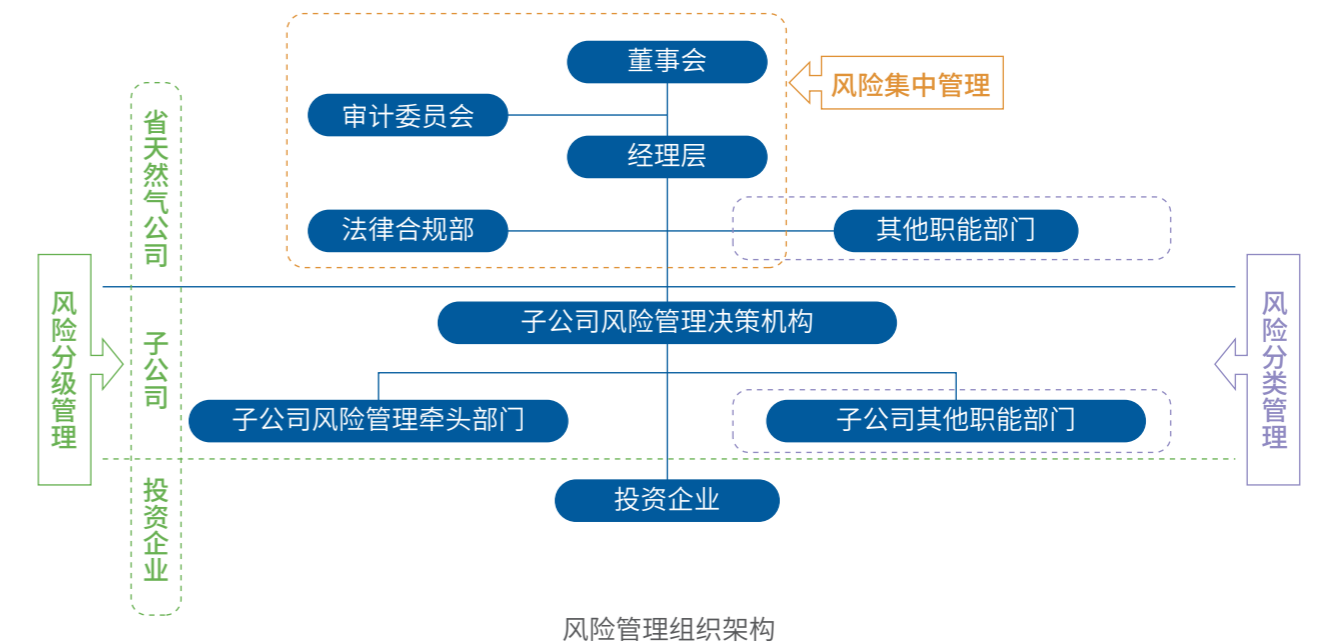 董事会
风险集中管理
审计委员会
经理层
省天然气公司
法律合规部
其他职能部门
风险分级管理
子公司
子公司风险管理决策机构
风险分类管理
子公司风险管理牵头部门
子公司其他职能部门
投资企业
投资企业
风险管理组织架构